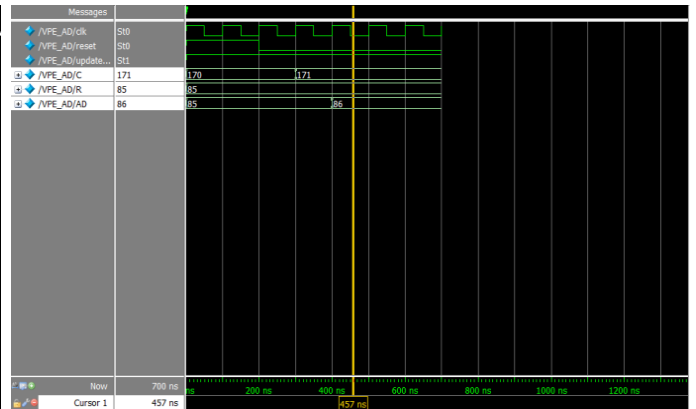 Messages
/VPE_AD/clk St0
/VPE_AD/reset St0
/VPE_AD/update... St1
/VPE_AD/C 171 170 171
/VPE_AD/R 85 85
/VPE_AD/AD 86 85 86
Now 700 ns ns 200 ns 400 ns 600 ns 800 ns 1000 ns 1200 ns
Cursor 1 457 ns 457 ns